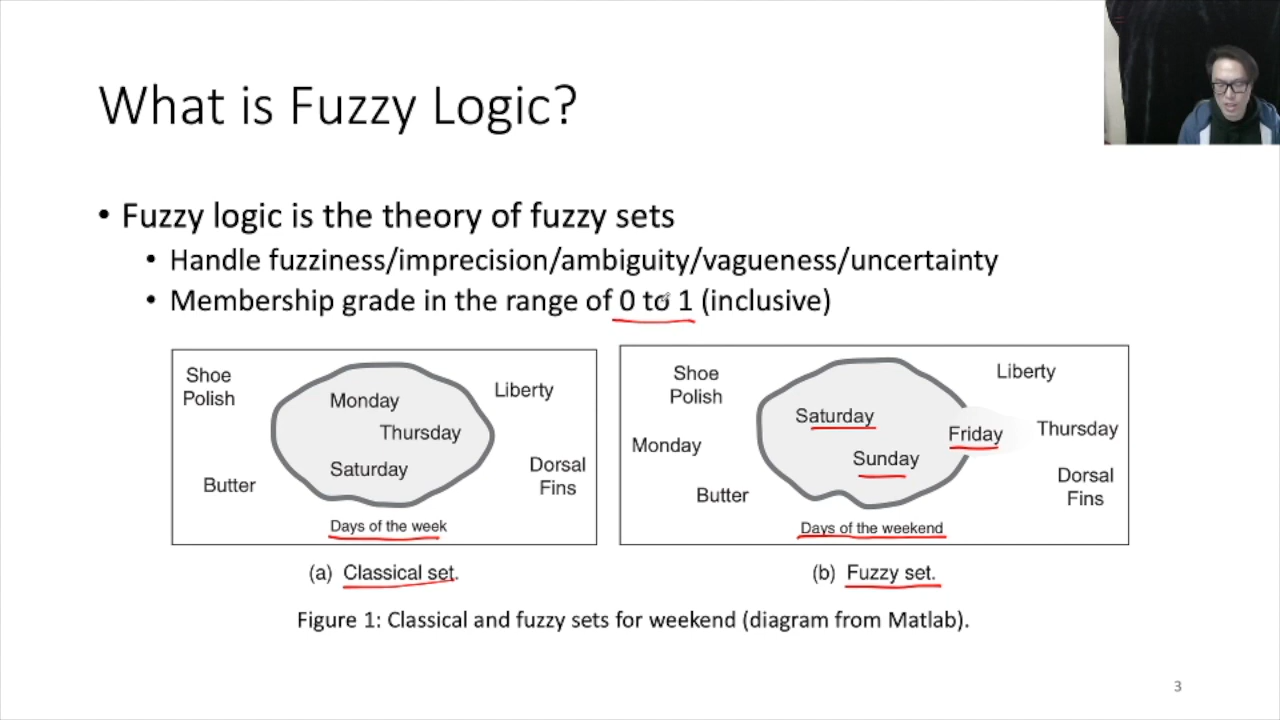 What is Fuzzy Logic?
• Fuzzy logic is the theory of fuzzy sets
• Handle fuzziness/imprecision/ambiguity/vagueness/uncertainty
• Membership grade in the range of 0 to 1 (inclusive)
Shoe
Polish
Monday
Thursday
Saturday
Liberty
Butter
Dorsal
Fins
Days of the week
(a) Classical set.
Shoe
Polish
Liberty
Saturday
Friday
Thursday
Monday
Sunday
Butter
Dorsal
Fins
Days of the weekend
(b) Fuzzy set.
Figure 1: Classical and fuzzy sets for weekend (diagram from Matlab).
3